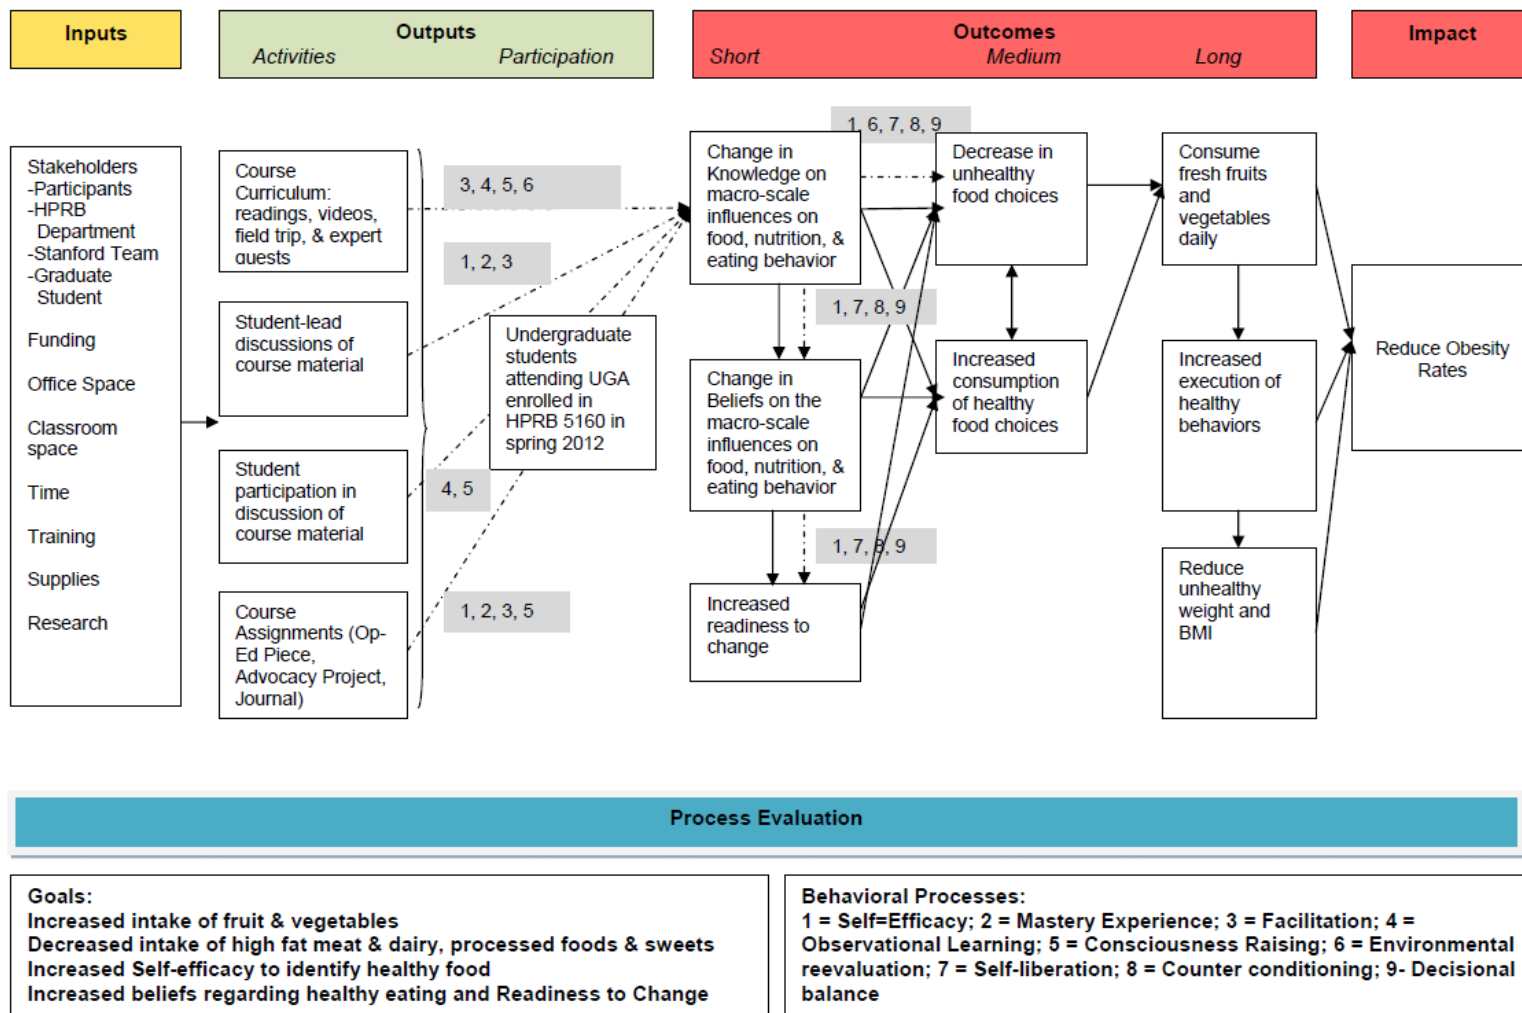 Inputs
Outputs
Activities
Participation
Outcomes
Short
Medium
Long
Impact
Stakeholders
-Participants
-HPRB
Department
-Stanford Team
-Graduate
Student
Funding
Office Space
Classroom
space
Time
Training
Supplies
Research
Course
Curriculum:
readings, videos,
field trip, & expert
guests
Student-lead
discussions of
course material
Student
participation in
discussion of
course material
Course
Assignments (Op-
Ed Piece,
Advocacy Project,
Journal)
3, 4, 5, 6
1, 2, 3
Undergraduate
students
attending UGA
enrolled in
HPRB 5160 in
spring 2012
4, 5
1, 2, 3, 5
Change in
Knowledge on
macro-scale
influences on
food, nutrition, &
eating behavior
Change in
Beliefs on the
macro-scale
influences on
food, nutrition, &
eating behavior
Increased
readiness to
change
1, 6, 7, 8, 9
1, 7, 8, 9
1, 7, 8, 9
Decrease in
unhealthy
food choices
Increased
consumption
of healthy
food choices
Consume
fresh fruits
and
vegetables
daily
Increased
execution of
healthy
behaviors
Reduce
unhealthy
weight and
BMI
Reduce Obesity
Rates
Process Evaluation
Goals:
Increased intake of fruit & vegetables
Decreased intake of high fat meat & dairy, processed foods & sweets
Increased Self-efficacy to identify healthy food
Increased beliefs regarding healthy eating and Readiness to Change
Behavioral Processes:
1 = Self=Efficacy; 2 = Mastery Experience; 3 = Facilitation; 4 =
Observational Learning; 5 = Consciousness Raising; 6 = Environmental
reevaluation; 7 = Self-liberation; 8 = Counter conditioning; 9- Decisional
balance